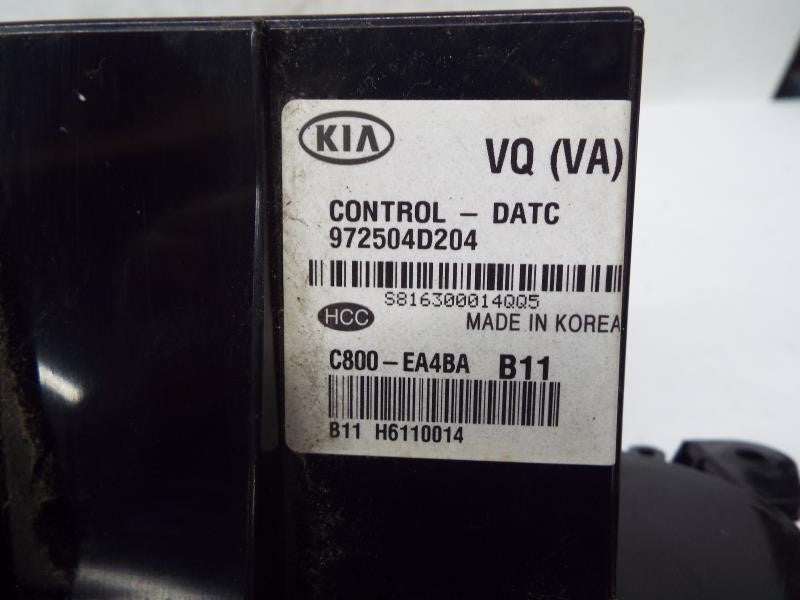 KIA
VQ (VA)
CONTROL - DATC
972504D204
S816300014QQ5
HCC
MADE IN KOREA
C800-EA4BA B11
B11 H6110014